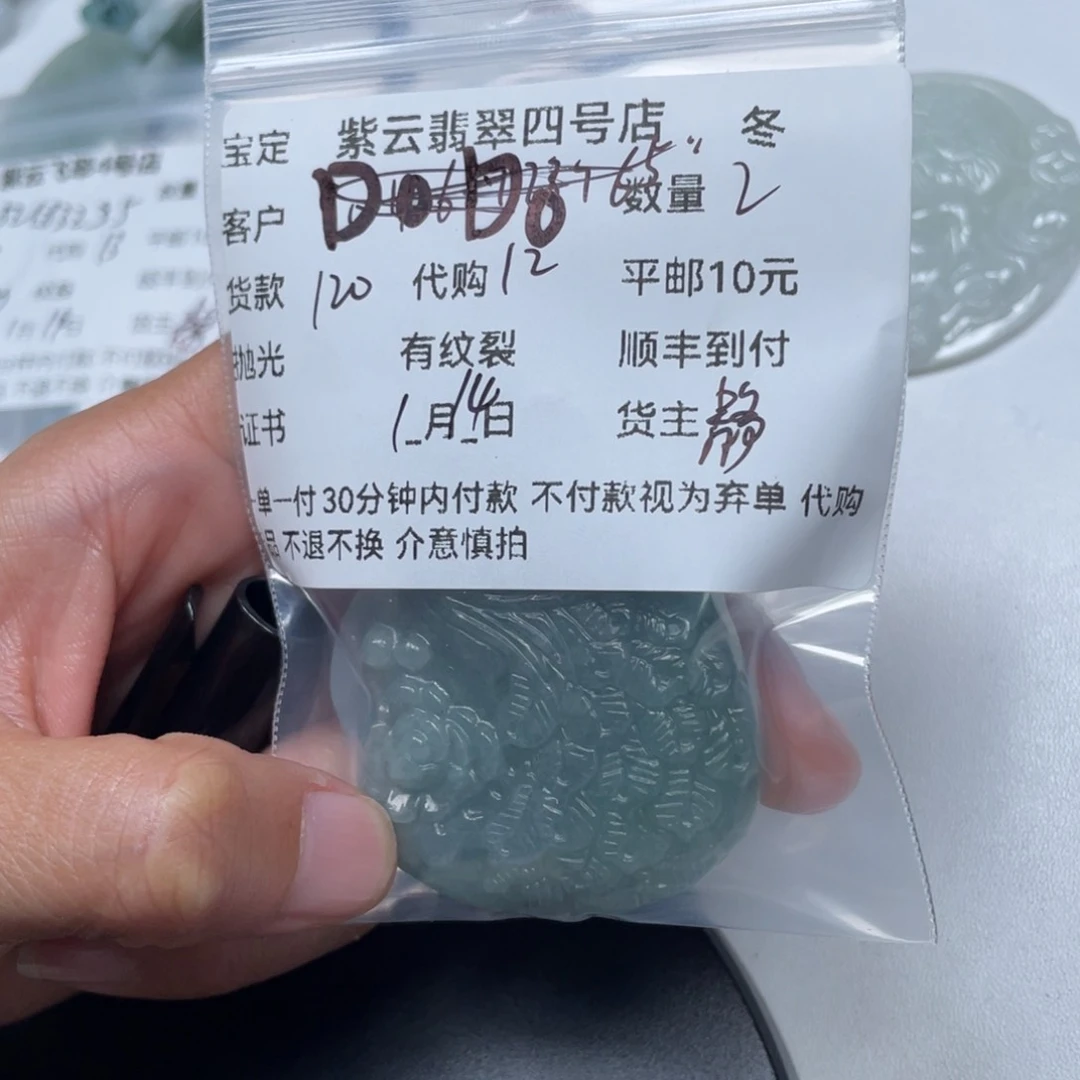 宝定 紫云翡翠四号店 冬
客户 DoDo 数量 2
货款 120 代购 12 平邮10元
抛光 有纹裂 顺丰到付
证书 1月14日 货主 静
一单一付 30分钟内付款 不付款视为弃单 代购
品 不退不换 介意慎拍